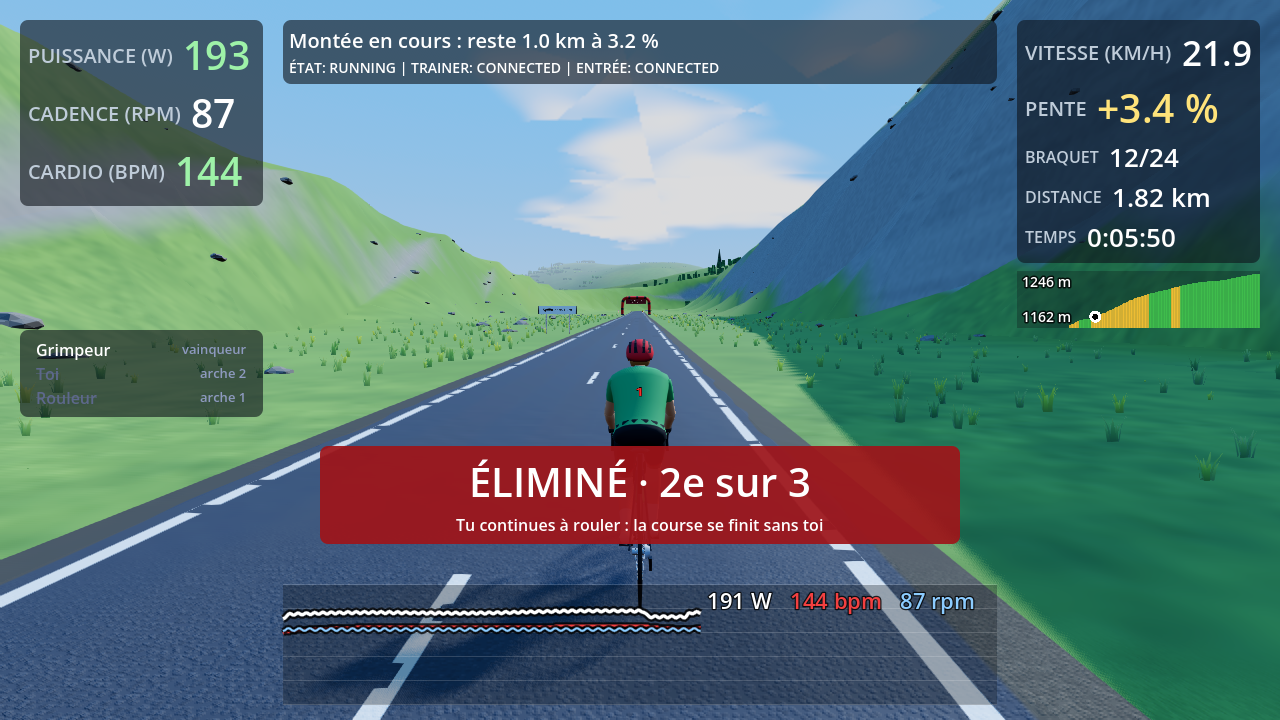 PUISSANCE (W) 193
CADENCE (RPM) 87
CARDIO (BPM) 144
Montée en cours : reste 1.0 km à 3.2 %
ÉTAT: RUNNING | TRAINER: CONNECTED | ENTRÉE: CONNECTED
VITESSE (KM/H) 21.9
PENTE +3.4 %
BRAQUET 12/24
DISTANCE 1.82 km
TEMPS 0:05:50
1246 m
1162 m
Grimpeur vainqueur
Toi arche 2
Rouleur arche 1
1
ÉLIMINÉ · 2e sur 3
Tu continues à rouler : la course se finit sans toi
191 W 144 bpm 87 rpm